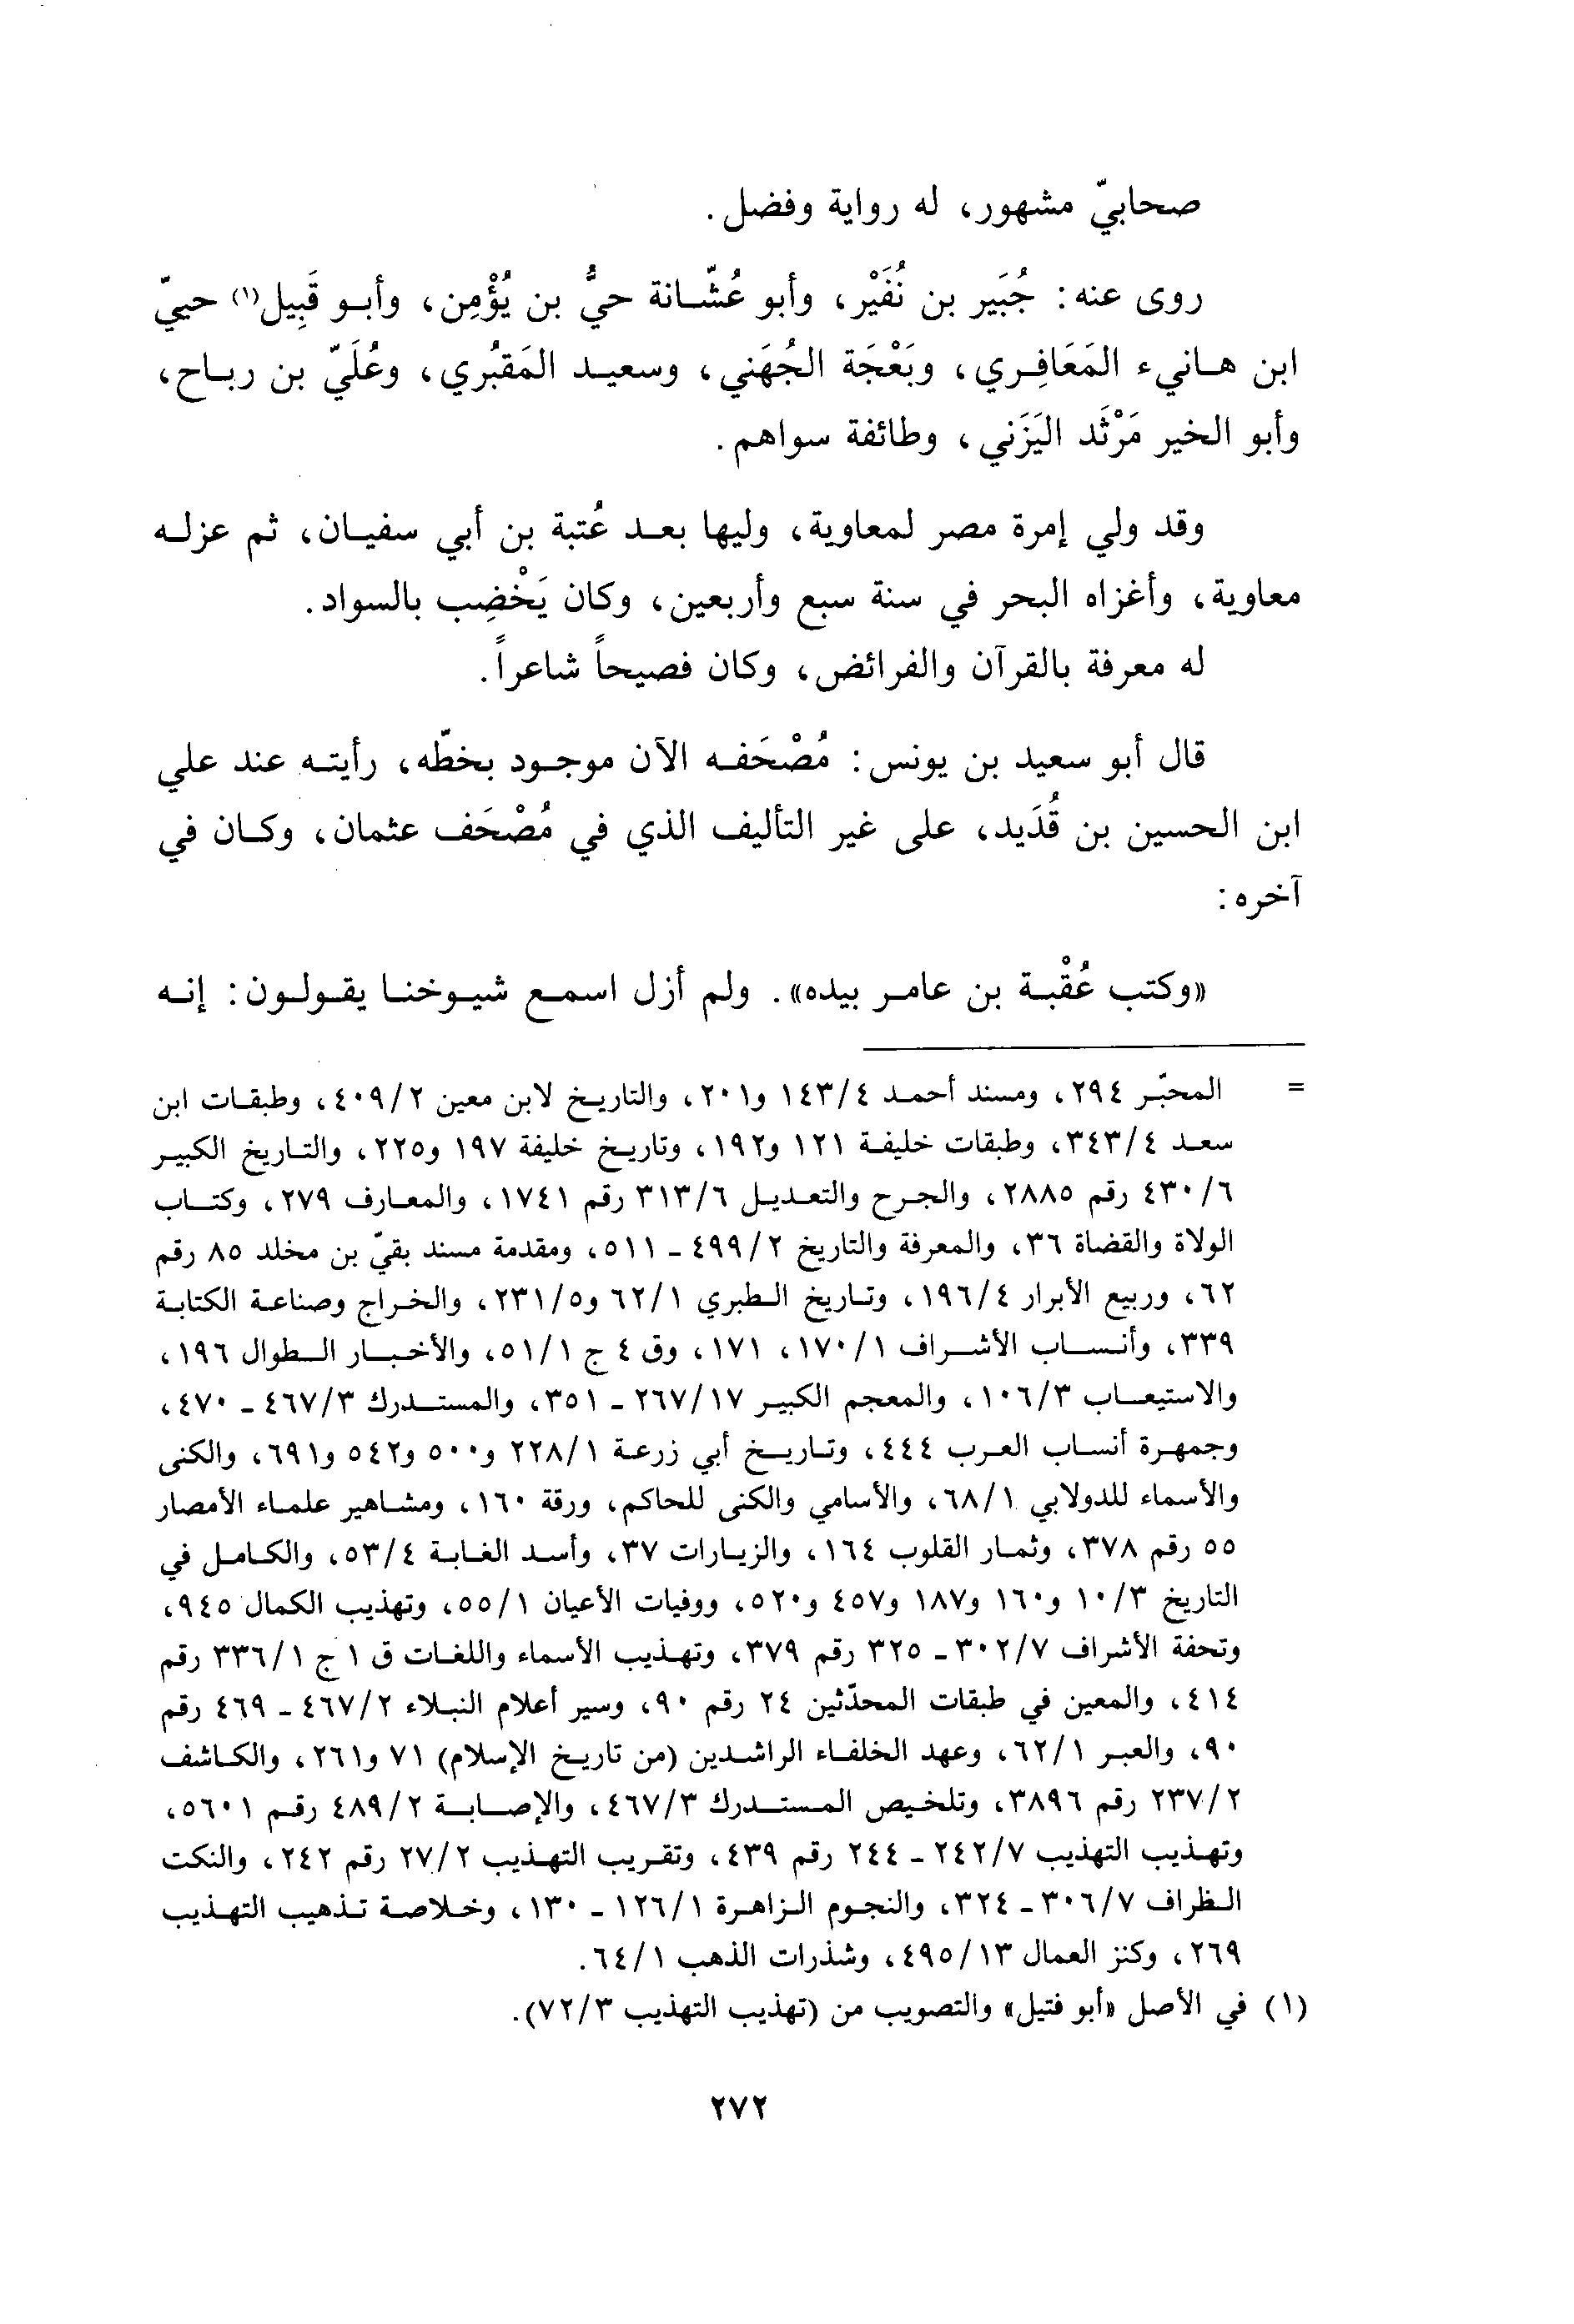 صحابيّ مشهور، له رواية وفضل.
روى عنه: جُبَير بن نُفَيْر، وأبو عُشّانة حيُّ بن يُؤْمِن، وأبو قَبِيل(١) حييّ
ابن هانيء المَعَافِري، وبَعْجَة الجُهَني، وسعيد المَقبُري، وعُلَيّ بن رباح،
وأبو الخير مَرْثَد اليَزَني، وطائفة سواهم.
وقد ولي إمرة مصر لمعاوية، وليها بعد عُتبة بن أبي سفيان، ثم عزله
معاوية، وأغزاه البحر في سنة سبع وأربعين، وكان يَخْضِب بالسواد.
له معرفة بالقرآن والفرائض، وكان فصيحاً شاعراً.
قال أبو سعيد بن يونس: مُصْحَفه الآن موجود بخطّه، رأيته عند علي
ابن الحسين بن قُدَيد، على غير التأليف الذي في مُصْحَف عثمان، وكان في
آخره:
«وكتب عُقْبة بن عامر بيده». ولم أزل اسمع شيوخنا يقولون: إنه
= المحبّر ٢٩٤، ومسند أحمد ٤/١٤٣ و٢٠١، والتاريخ لابن معين ٢/٤٠٩، وطبقات ابن
سعد ٤/٣٤٣، وطبقات خليفة ١٢١ و١٩٢، وتاريخ خليفة ١٩٧ و٢٢٥، والتاريخ الكبير
٦/٤٣٠ رقم ٢٨٨٥، والجرح والتعديل ٦/٣١٣ رقم ١٧٤١، والمعارف ٢٧٩، وكتاب
الولاة والقضاة ٣٦، والمعرفة والتاريخ ٢/٤٩٩ - ٥١١، ومقدمة مسند بقيّ بن مخلد ٨٥ رقم
٦٢، وربيع الأبرار ٤/١٩٦، وتاريخ الطبري ١/٦٢ و٥/٢٣١، والخراج وصناعة الكتابة
٣٣٩، وأنساب الأشراف ١/١٧٠، ١٧١، وق ٤ ج ١/٥١، والأخبار الطوال ١٩٦،
والاستيعاب ٣/١٠٦، والمعجم الكبير ١٧/٢٦٧ - ٣٥١، والمستدرك ٣/٤٦٧ - ٤٧٠،
وجمهرة أنساب العرب ٤٤٤، وتاريخ أبي زرعة ١/٢٢٨ و٥٠٠ و٥٤٢ و٦٩١، والكنى
والأسماء للدولابي ١/٦٨، والأسامي والكنى للحاكم، ورقة ١٦٠، ومشاهير علماء الأمصار
٥٥ رقم ٣٧٨، وثمار القلوب ١٦٤، والزيارات ٣٧، وأسد الغابة ٤/٥٣، والكامل في
التاريخ ٣/١٠ و١٦٠ و١٨٧ و٤٥٧ و٥٢٠، ووفيات الأعيان ١/٥٥، وتهذيب الكمال ٩٤٥،
وتحفة الأشراف ٧/٣٠٢ - ٣٢٥ رقم ٣٧٩، وتهذيب الأسماء واللغات ق ١ ج ١/٣٣٦ رقم
٤١٤، والمعين في طبقات المحدّثين ٢٤ رقم ٩٠، وسير أعلام النبلاء ٢/٤٦٧ - ٤٦٩ رقم
٩٠، والعبر ١/٦٢، وعهد الخلفاء الراشدين (من تاريخ الإسلام) ٧١ و٢٦١، والكاشف
٢/٢٣٧ رقم ٣٨٩٦، وتلخيص المستدرك ٣/٤٦٧، والإصابة ٢/٤٨٩ رقم ٥٦٠١،
وتهذيب التهذيب ٧/٢٤٢ - ٢٤٤ رقم ٤٣٩، وتقريب التهذيب ٢/٢٧ رقم ٢٤٢، والنكت
الظراف ٧/٣٠٦ - ٣٢٤، والنجوم الزاهرة ١/١٢٦ - ١٣٠، وخلاصة تذهيب التهذيب
٢٦٩، وكنز العمال ١٣/٤٩٥، وشذرات الذهب ١/٦٤.
(١) في الأصل «أبو فتيل» والتصويب من (تهذيب التهذيب ٣/٧٢).
٢٧٢